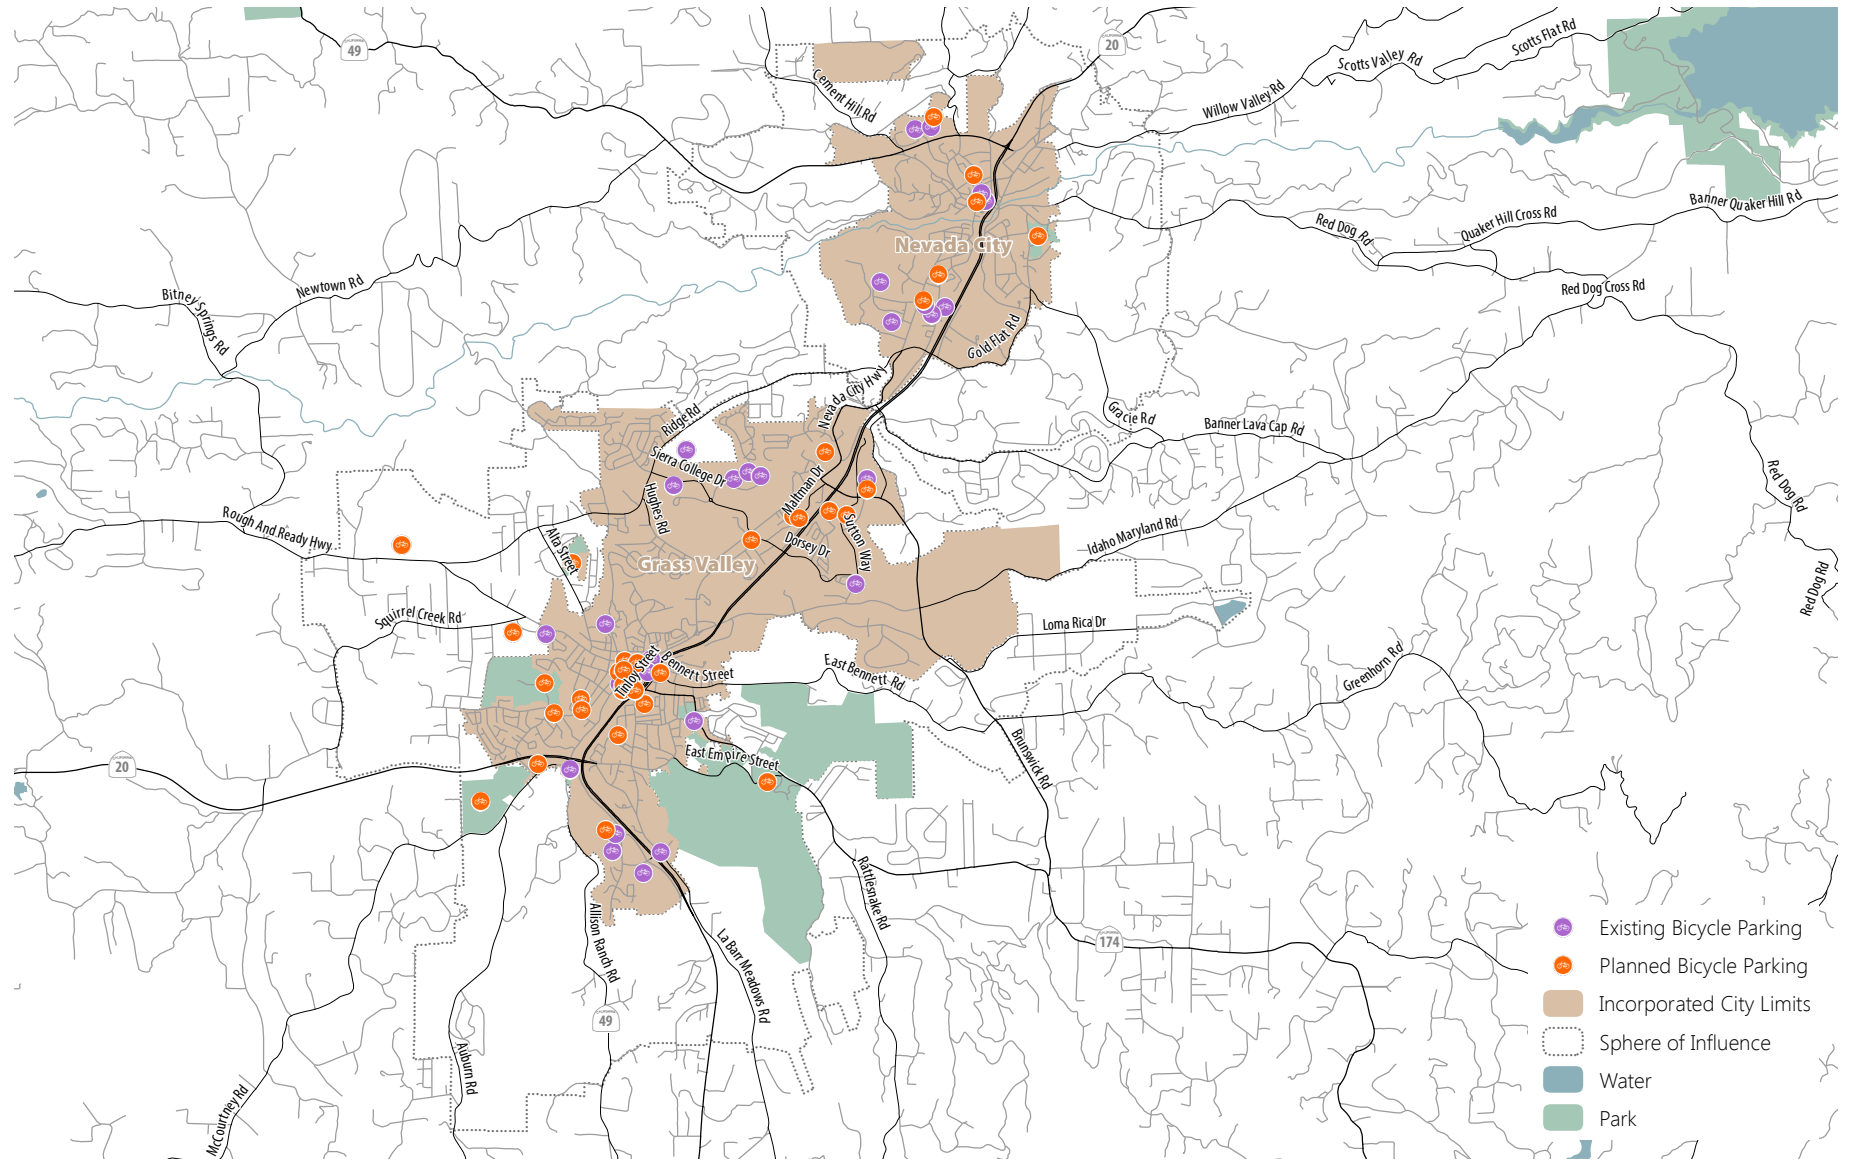 CALIFORNIA
49
CALIFORNIA
20
Scotts Flat Rd
Scotts Valley Rd
Cement Hill Rd
Willow Valley Rd
Banner Quaker Hill Rd
Quaker Hill Cross Rd
Red Dog Rd
Nevada City
Newtown Rd
Bitney Springs Rd
Red Dog Cross Rd
Gold Flat Rd
Nevada City Hwy
Ridge Rd
Gracie Rd
Banner Lava Cap Rd
Sierra College Dr
Maltman Dr
Hughes Rd
Red Dog Rd
Rough And Ready Hwy
Alta Street
Sutton Way
Dorsey Dr
Idaho Maryland Rd
Grass Valley
Red Dog Rd
Squirrel Creek Rd
Loma Rica Dr
Tinloy Street
Bennett Street
East Bennett Rd
Greenhorn Rd
Brunswick Rd
East Empire Street
CALIFORNIA
20
Rattlesnake Rd
Allison Ranch Rd
La Barr Meadows Rd
CALIFORNIA
174
CALIFORNIA
49
Auburn Rd
McCourtney Rd
Existing Bicycle Parking
Planned Bicycle Parking
Incorporated City Limits
Sphere of Influence
Water
Park